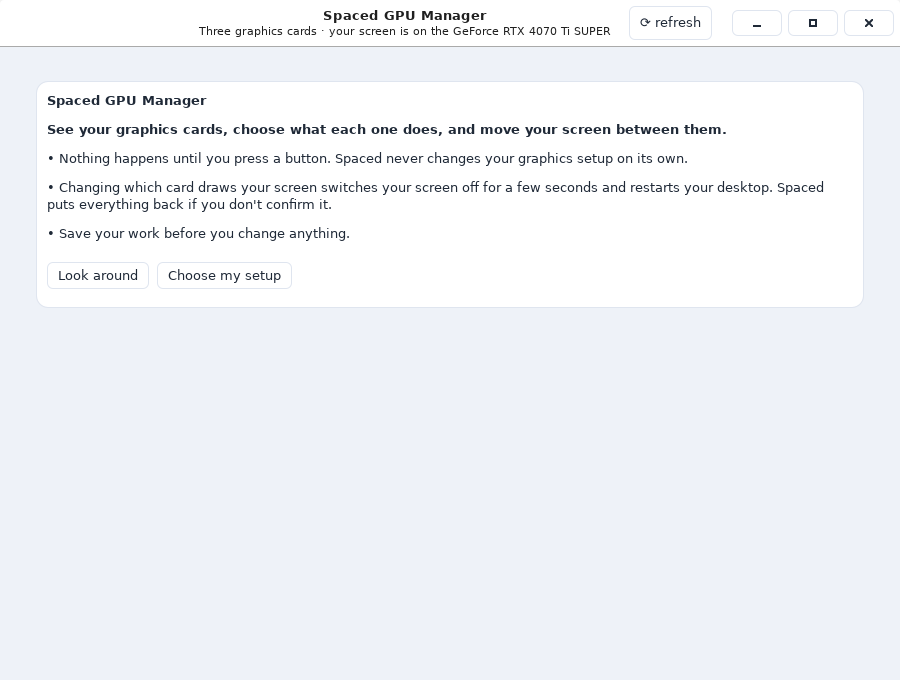 Spaced GPU Manager
Three graphics cards · your screen is on the GeForce RTX 4070 Ti SUPER
⟳ refresh
Spaced GPU Manager
See your graphics cards, choose what each one does, and move your screen between them.
• Nothing happens until you press a button. Spaced never changes your graphics setup on its own.
• Changing which card draws your screen switches your screen off for a few seconds and restarts your desktop. Spaced
puts everything back if you don't confirm it.
• Save your work before you change anything.
Look around
Choose my setup